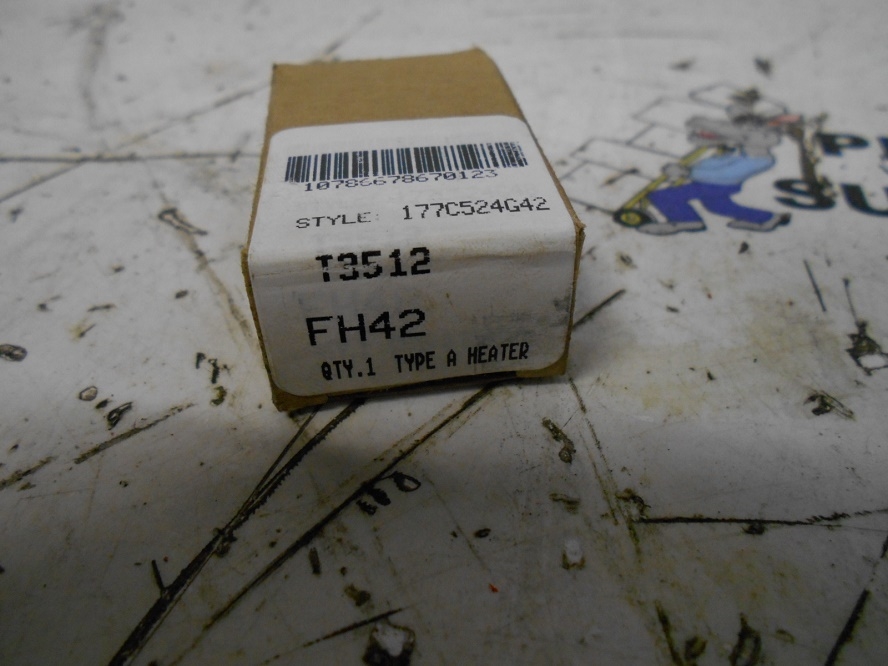 10786678670123
STYLE: 177C524G42
T3512
FH42
QTY.1 TYPE A HEATER